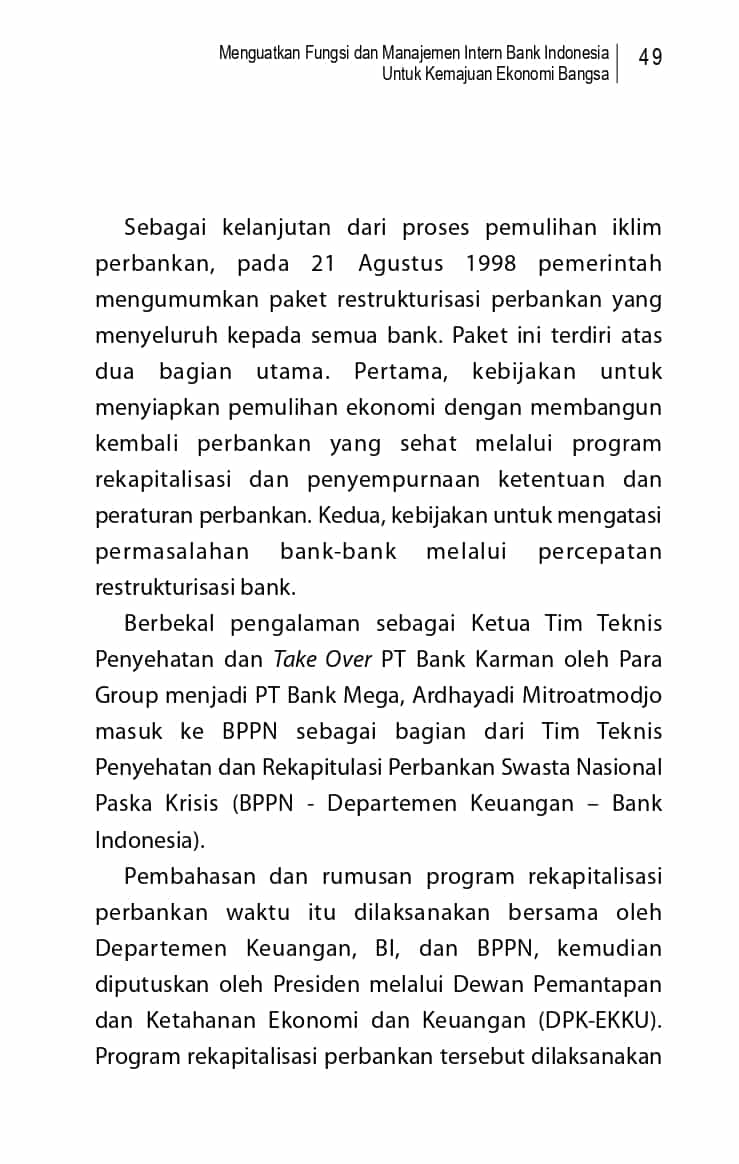 Menguatkan Fungsi dan Manajemen Intern Bank Indonesia
Untuk Kemajuan Ekonomi Bangsa
49
Sebagai kelanjutan dari proses pemulihan iklim
perbankan, pada 21 Agustus 1998 pemerintah
mengumumkan paket restrukturisasi perbankan yang
menyeluruh kepada semua bank. Paket ini terdiri atas
dua bagian utama. Pertama, kebijakan untuk
menyiapkan pemulihan ekonomi dengan membangun
kembali perbankan yang sehat melalui program
rekapitalisasi dan penyempurnaan ketentuan dan
peraturan perbankan. Kedua, kebijakan untuk mengatasi
permasalahan bank-bank melalui percepatan
restrukturisasi bank.
Berbekal pengalaman sebagai Ketua Tim Teknis
Penyehatan dan Take Over PT Bank Karman oleh Para
Group menjadi PT Bank Mega, Ardhayadi Mitroatmodjo
masuk ke BPPN sebagai bagian dari Tim Teknis
Penyehatan dan Rekapitulasi Perbankan Swasta Nasional
Paska Krisis (BPPN - Departemen Keuangan – Bank
Indonesia).
Pembahasan dan rumusan program rekapitalisasi
perbankan waktu itu dilaksanakan bersama oleh
Departemen Keuangan, BI, dan BPPN, kemudian
diputuskan oleh Presiden melalui Dewan Pemantapan
dan Ketahanan Ekonomi dan Keuangan (DPK-EKKU).
Program rekapitalisasi perbankan tersebut dilaksanakan